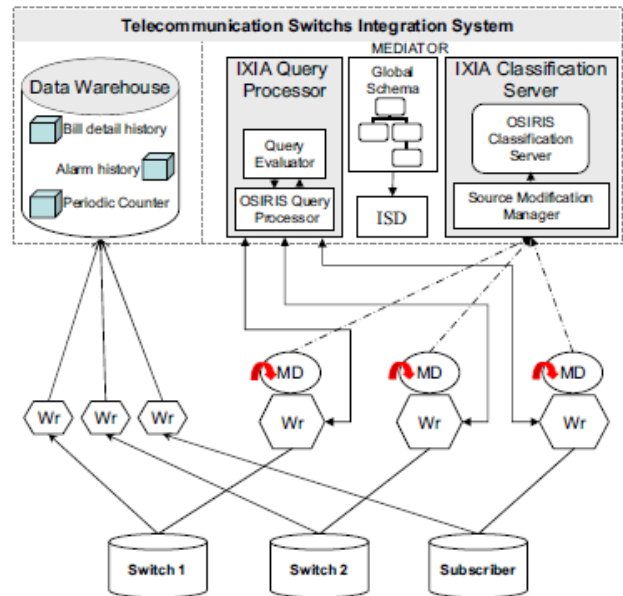 Telecommunication Switchs Integration System
MEDIATOR
Data Warehouse
Bill detail history
Alarm history
Periodic Counter
IXIA Query
Processor
Query
Evaluator
OSIRIS Query
Processor
Global
Schema
ISD
IXIA Classification
Server
OSIRIS
Classification
Server
Source Modification
Manager
MD
MD
MD
Wr
Wr
Wr
Wr
Wr
Wr
Switch 1
Switch 2
Subscriber